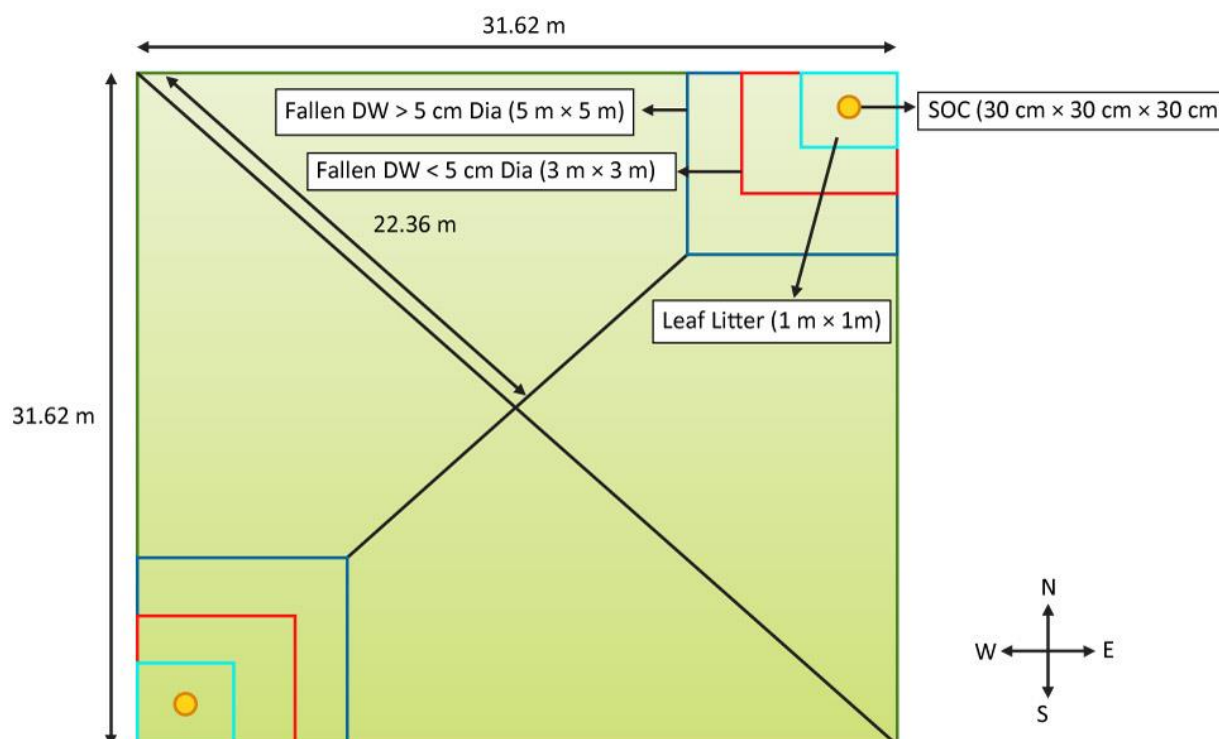 31.62 m
Fallen DW > 5 cm Dia (5 m × 5 m)
SOC (30 cm × 30 cm × 30 cm
Fallen DW < 5 cm Dia (3 m × 3 m)
22.36 m
Leaf Litter (1 m × 1m)
31.62 m
N
W
E
S